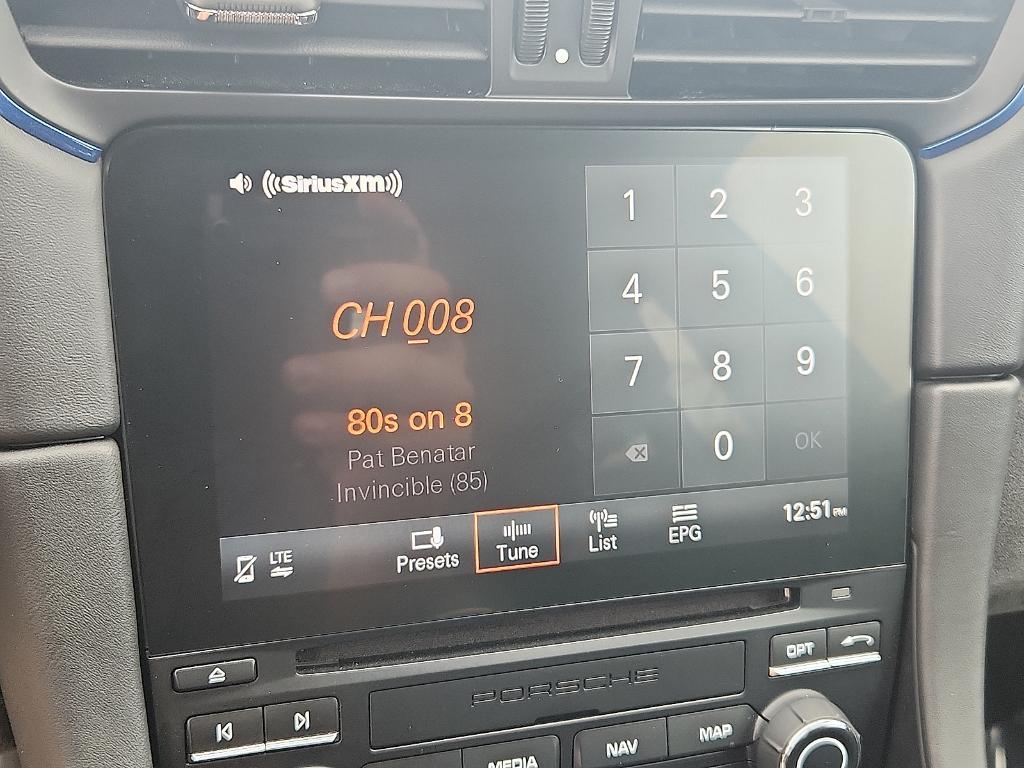 ((SiriusXM))
1 2 3
4 5 6
7 8 9
0 OK
CH 008
80s on 8
Pat Benatar
Invincible (85)
LTE
Presets
Tune
List
EPG
12:51 PM
PORSCHE
OPT
MEDIA
NAV
MAP